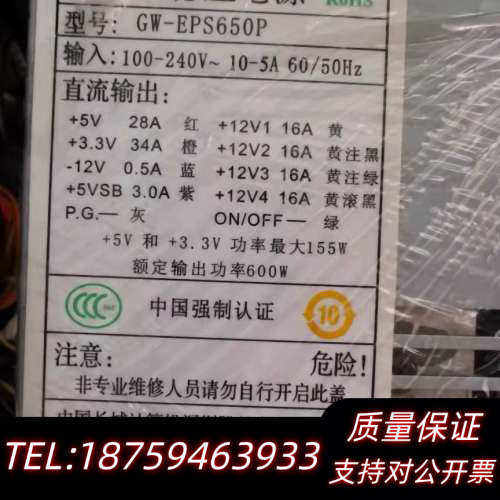 RoHS
型号: GW-EPS650P
输入: 100-240V~ 10-5A 60/50Hz
直流输出:
+5V 28A 红 +12V1 16A 黄
+3.3V 34A 橙 +12V2 16A 黄注黑
-12V 0.5A 蓝 +12V3 16A 黄注绿
+5VSB 3.0A 紫 +12V4 16A 黄滚黑
P.G.— 灰 ON/OFF— 绿
+5V 和 +3.3V 功率最大155W
额定输出功率600W
CCC 中国强制认证 10
注意: 危险!
非专业维修人员请勿自行开启此盖
TEL:18759463933
质量保证
支持对公开票